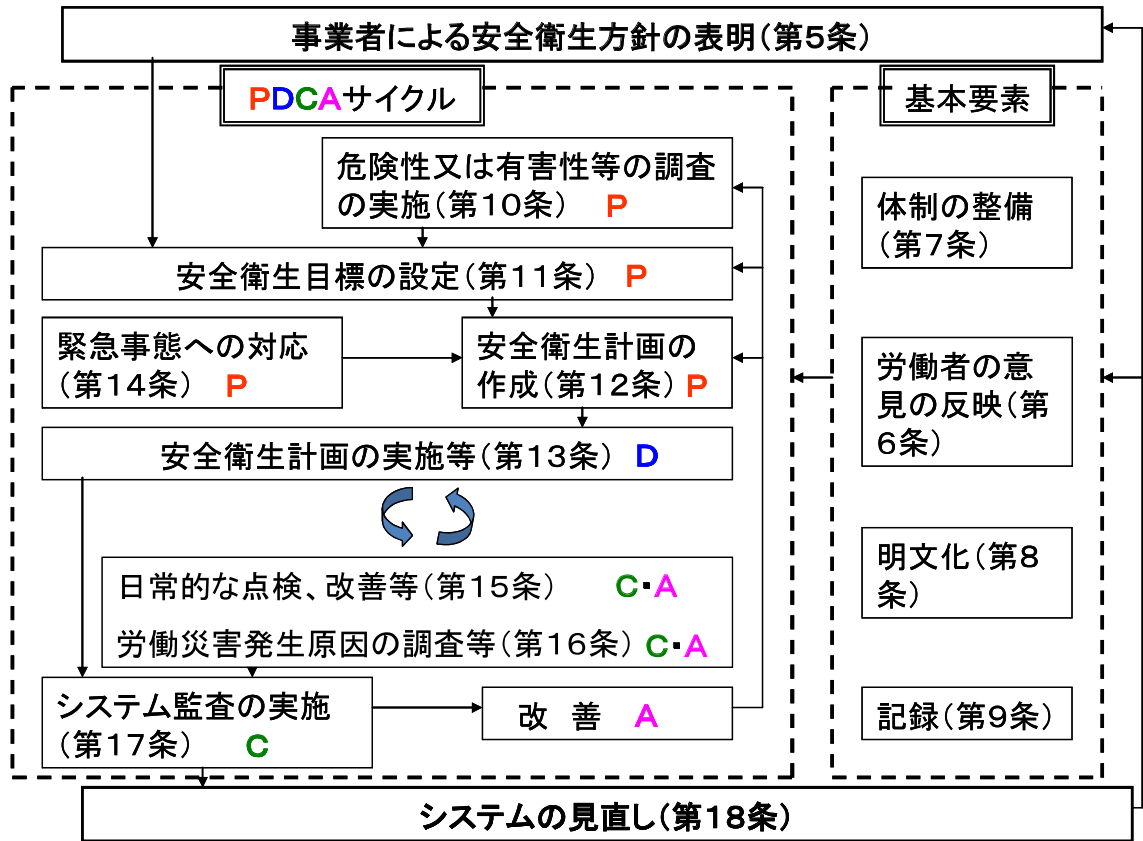 事業者による安全衛生方針の表明(第5条)
PDCAサイクル
危険性又は有害性等の調査
の実施(第10条) P
安全衛生目標の設定(第11条) P
緊急事態への対応
(第14条) P
安全衛生計画の
作成(第12条) P
安全衛生計画の実施等(第13条) D
日常的な点検、改善等(第15条) C・A
労働災害発生原因の調査等(第16条) C・A
システム監査の実施
(第17条) C
改 善 A
基本要素
体制の整備
(第7条)
労働者の意
見の反映(第
6条)
明文化(第8
条)
記録(第9条)
システムの見直し(第18条)